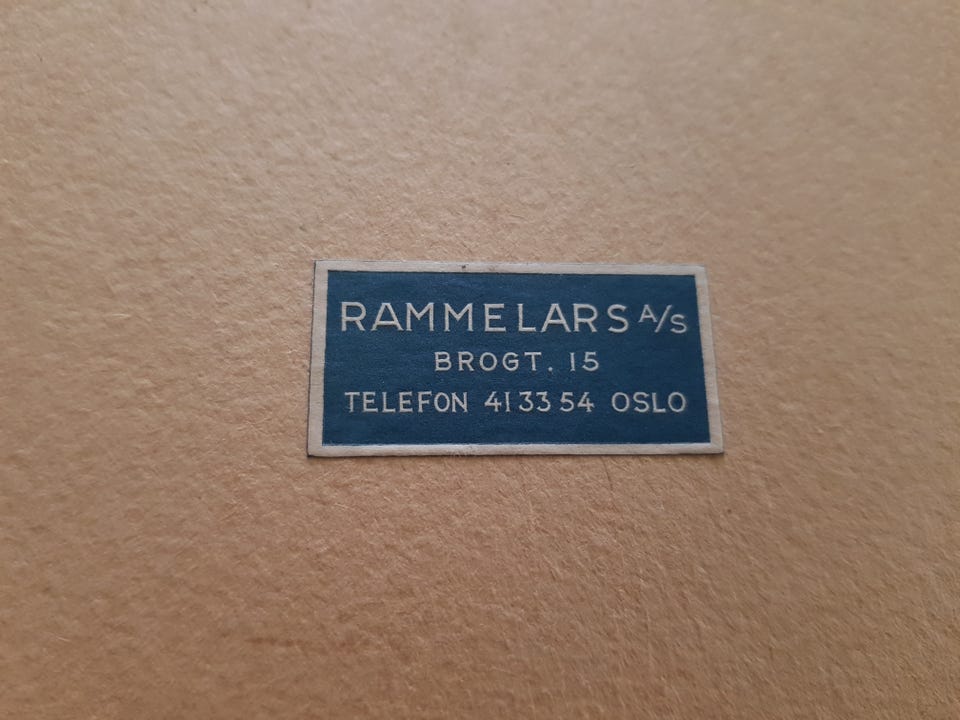 RAMMELARS A/S
BROGT. 15
TELEFON 41 33 54 OSLO